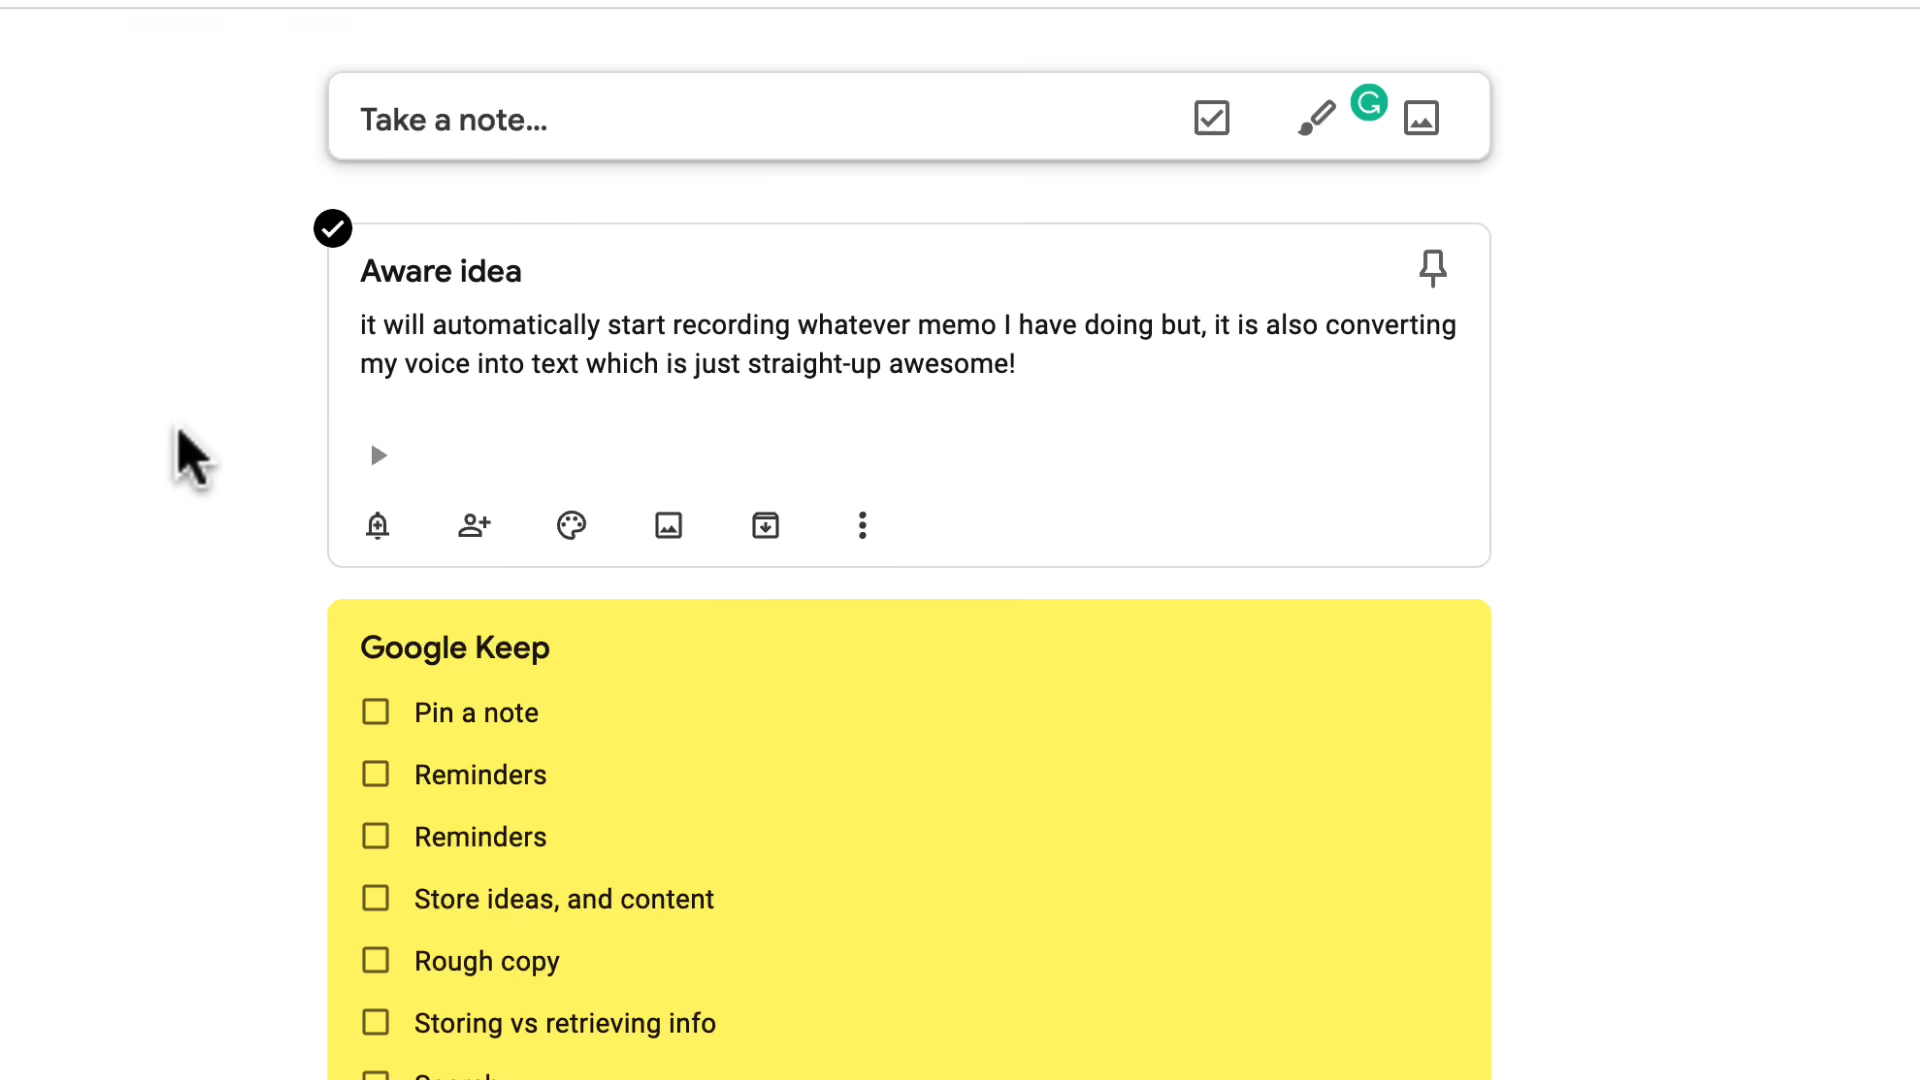 Take a note...
Aware idea
it will automatically start recording whatever memo I have doing but, it is also converting
my voice into text which is just straight-up awesome!
Google Keep
Pin a note
Reminders
Reminders
Store ideas, and content
Rough copy
Storing vs retrieving info